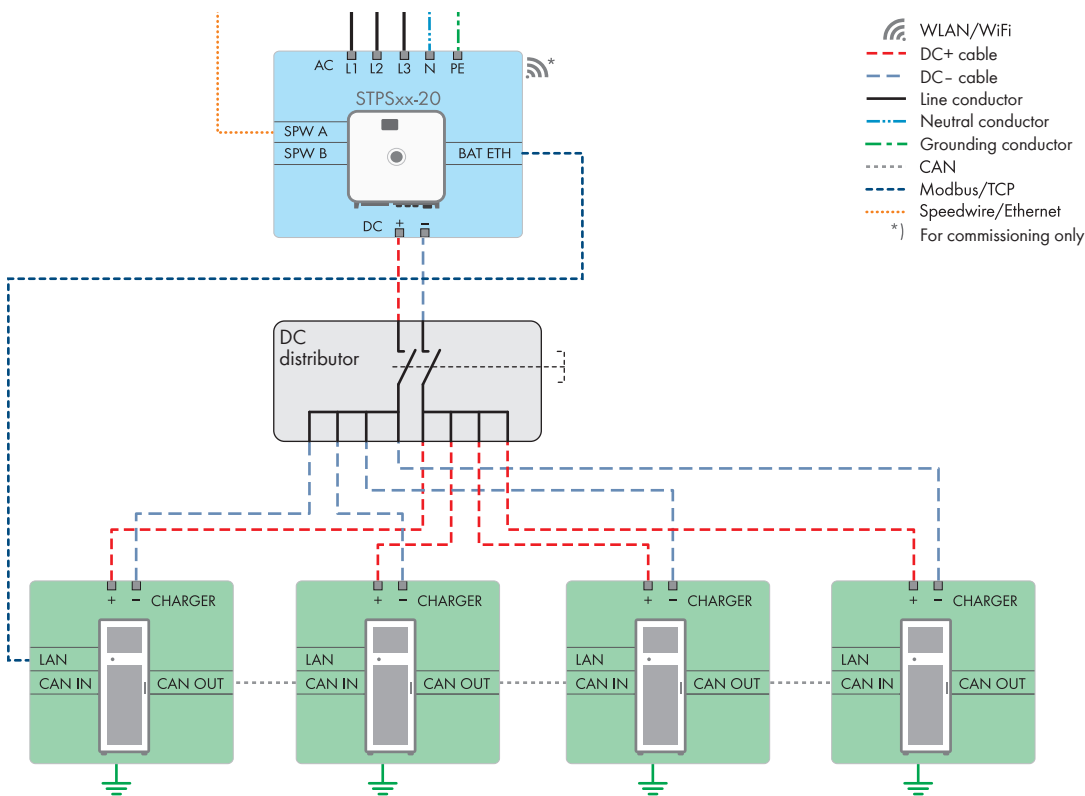 AC L1 L2 L3 N PE *
STPSxx-20
SPW A
SPW B
BAT ETH
DC + −
WLAN/WiFi
DC+ cable
DC− cable
Line conductor
Neutral conductor
Grounding conductor
CAN
Modbus/TCP
Speedwire/Ethernet
*) For commissioning only
DC
distributor
+ − CHARGER
LAN
CAN IN
CAN OUT
+ − CHARGER
LAN
CAN IN
CAN OUT
+ − CHARGER
LAN
CAN IN
CAN OUT
+ − CHARGER
LAN
CAN IN
CAN OUT